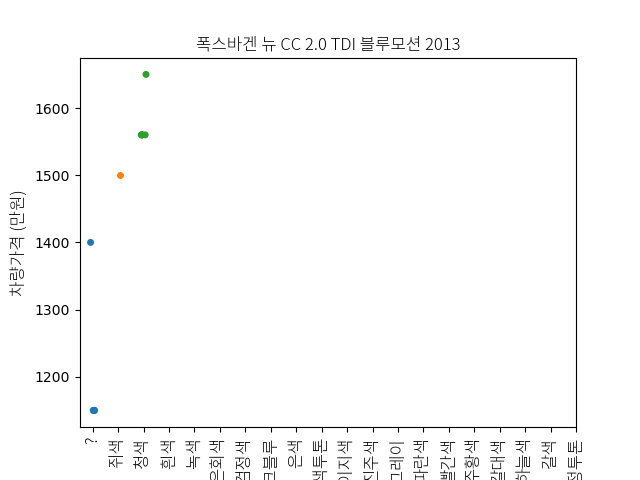 폭스바겐 뉴 CC 2.0 TDI 블루모션 2013
차량가격 (만원)
1600
1500
1400
1300
1200
?
쥐색
청색
흰색
녹색
은회색
검정색
크블루
은색
색투톤
이지색
진주색
그레이
파란색
빨간색
주황색
갈대색
하늘색
갈색
정투톤